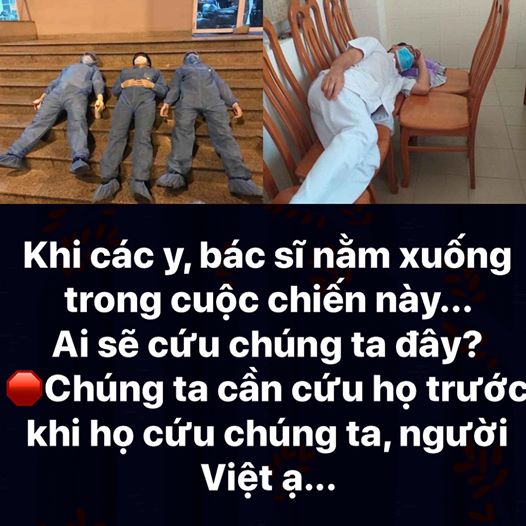 Khi các y, bác sĩ nằm xuống
trong cuộc chiến này...
Ai sẽ cứu chúng ta đây?
🛑Chúng ta cần cứu họ trước
khi họ cứu chúng ta, người
Việt ạ...